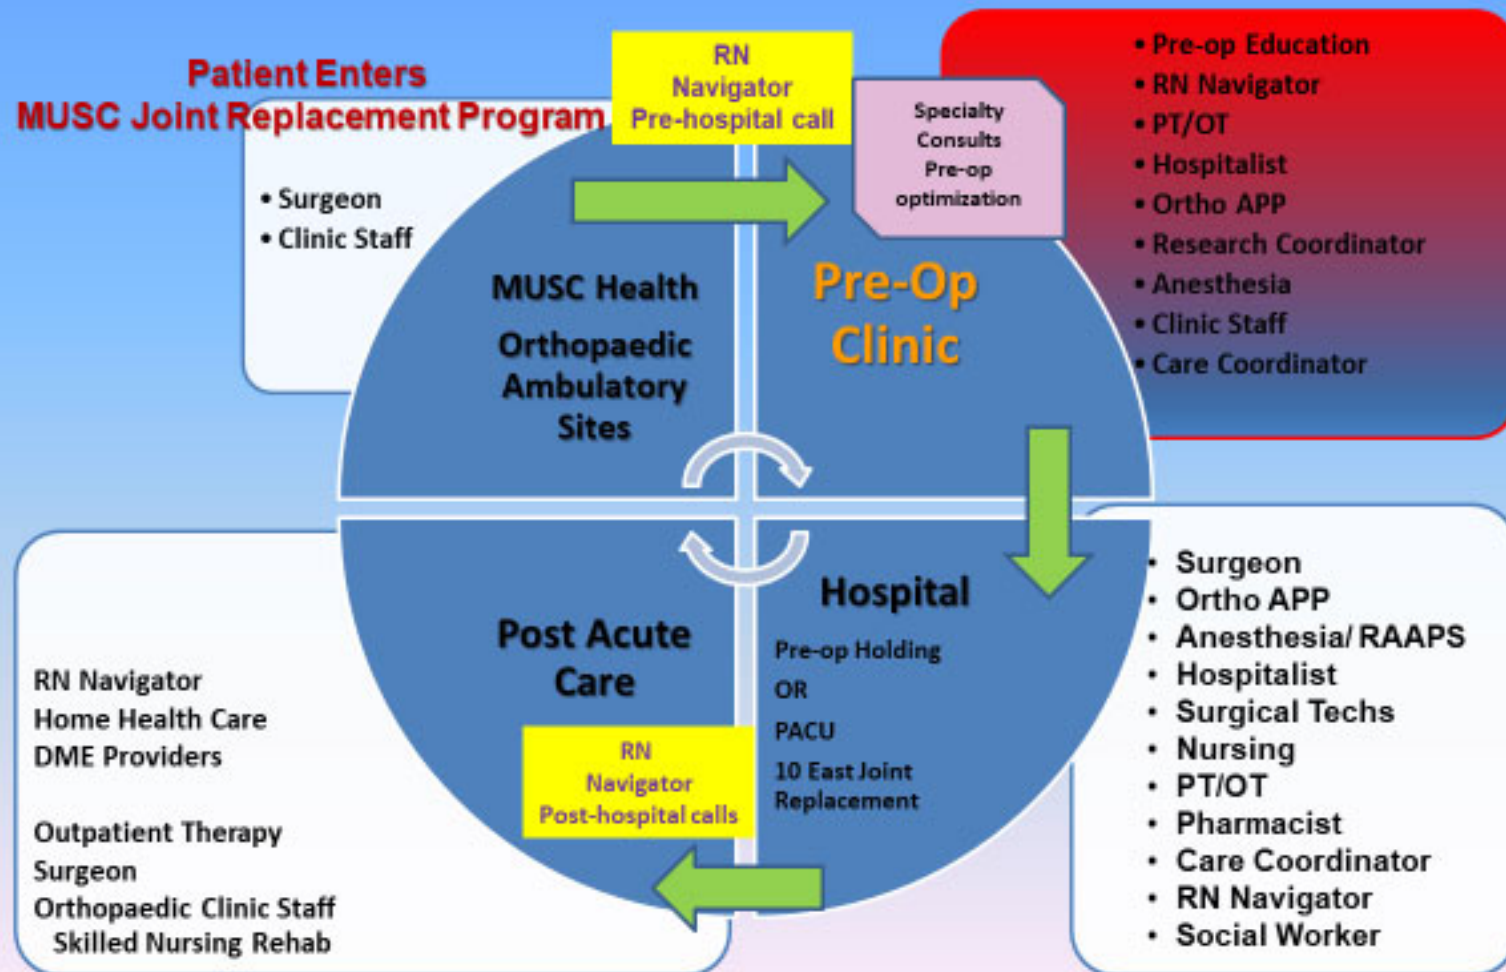 Patient Enters
MUSC Joint Replacement Program
• Surgeon
• Clinic Staff
RN
Navigator
Pre-hospital call
Specialty
Consults
Pre-op
optimization
• Pre-op Education
• RN Navigator
• PT/OT
• Hospitalist
• Ortho APP
• Research Coordinator
• Anesthesia
• Clinic Staff
• Care Coordinator
MUSC Health
Orthopaedic
Ambulatory
Sites
Pre-Op
Clinic
Hospital
Pre-op Holding
OR
PACU
10 East Joint
Replacement
• Surgeon
• Ortho APP
• Anesthesia/ RAAPS
• Hospitalist
• Surgical Techs
• Nursing
• PT/OT
• Pharmacist
• Care Coordinator
• RN Navigator
• Social Worker
Post Acute
Care
RN
Navigator
Post-hospital calls
RN Navigator
Home Health Care
DME Providers
Outpatient Therapy
Surgeon
Orthopaedic Clinic Staff
Skilled Nursing Rehab